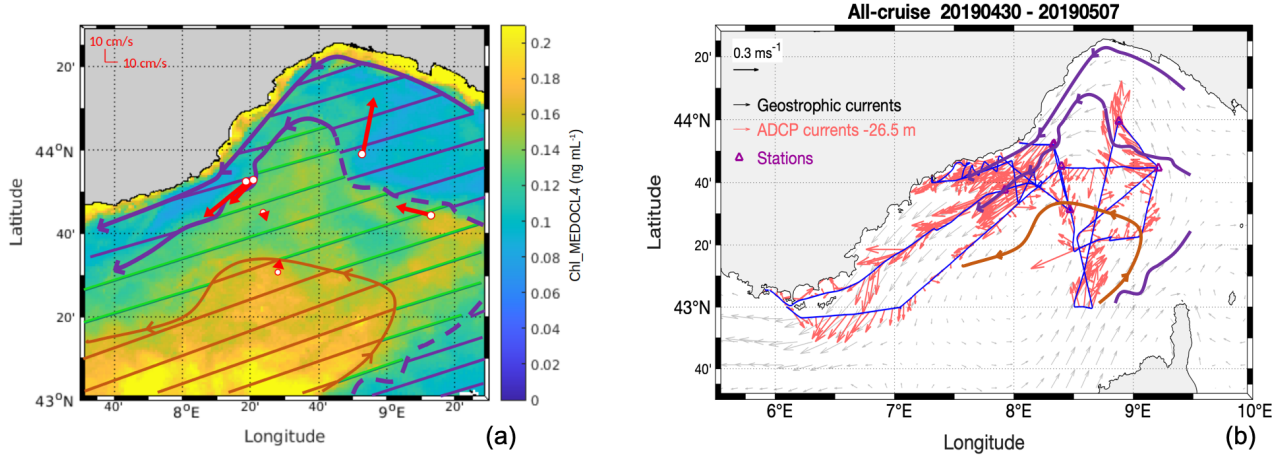 10 cm/s
10 cm/s
20'
44°N
40'
20'
43°N
Latitude
40'
8°E
20'
40'
9°E
20'
Longitude
(a)
0.2
0.18
0.16
0.14
0.12
0.1
0.08
0.06
0.04
0.02
0
Chl_MEDOCL4 (ng mL⁻¹)
All-cruise 20190430 - 20190507
0.3 ms⁻¹
Geostrophic currents
ADCP currents -26.5 m
Stations
20'
44°N
40'
20'
43°N
40'
Latitude
6°E
7°E
8°E
9°E
10°E
Longitude
(b)